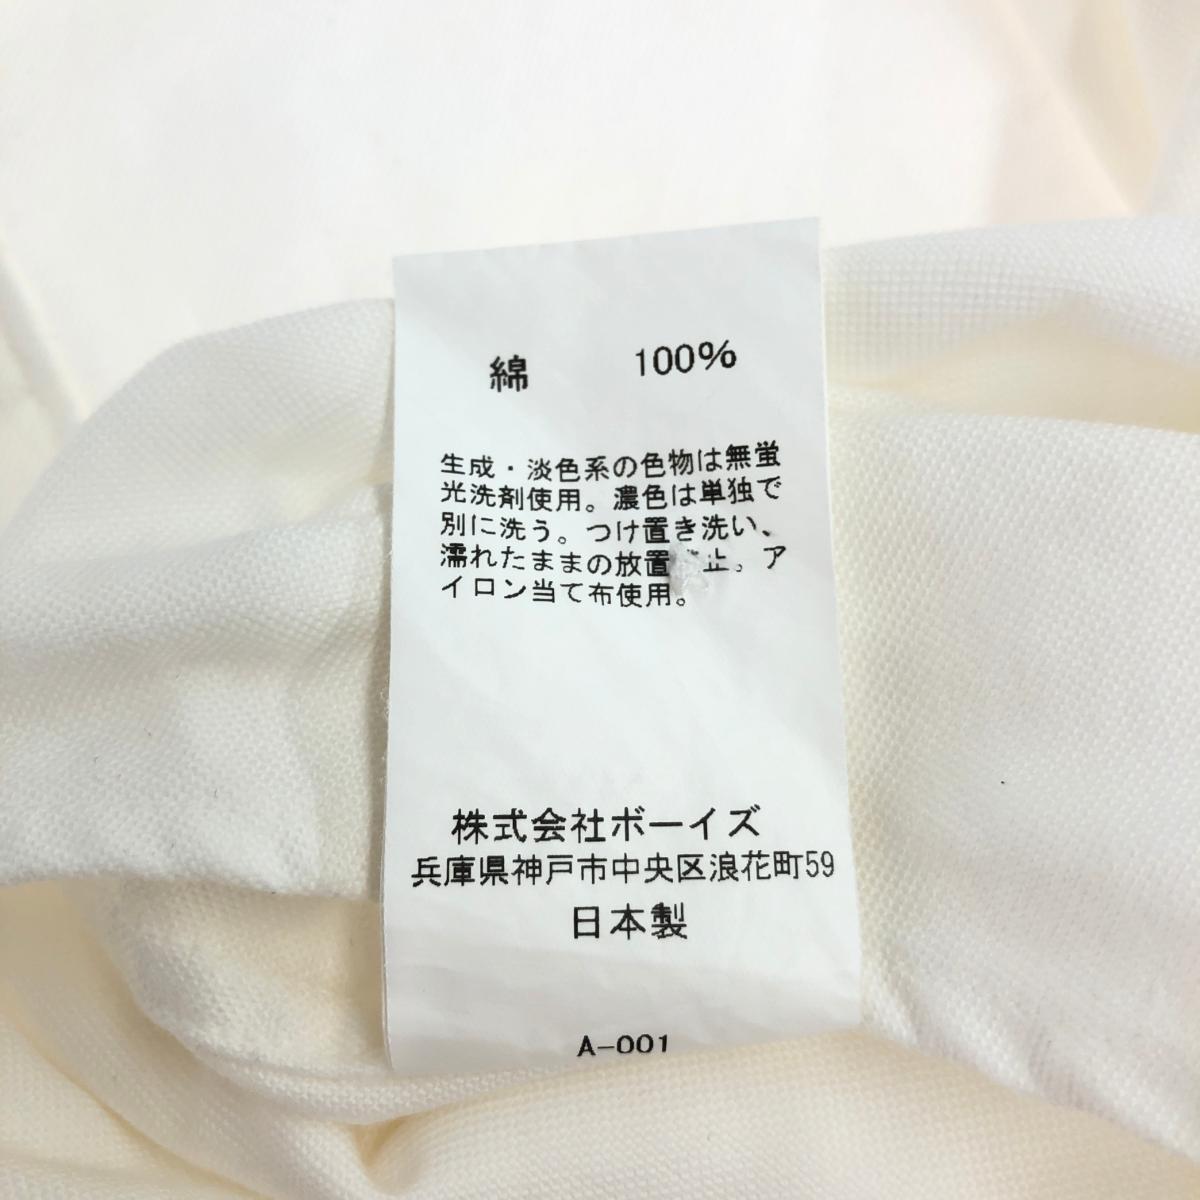 綿 100%
生成・淡色系の色物は無蛍
光洗剤使用。濃色は単独で
別に洗う。つけ置き洗い、
濡れたままの放置 止。ア
イロン当て布使用。
株式会社ボーイズ
兵庫県神戸市中央区浪花町59
日本製
A-001